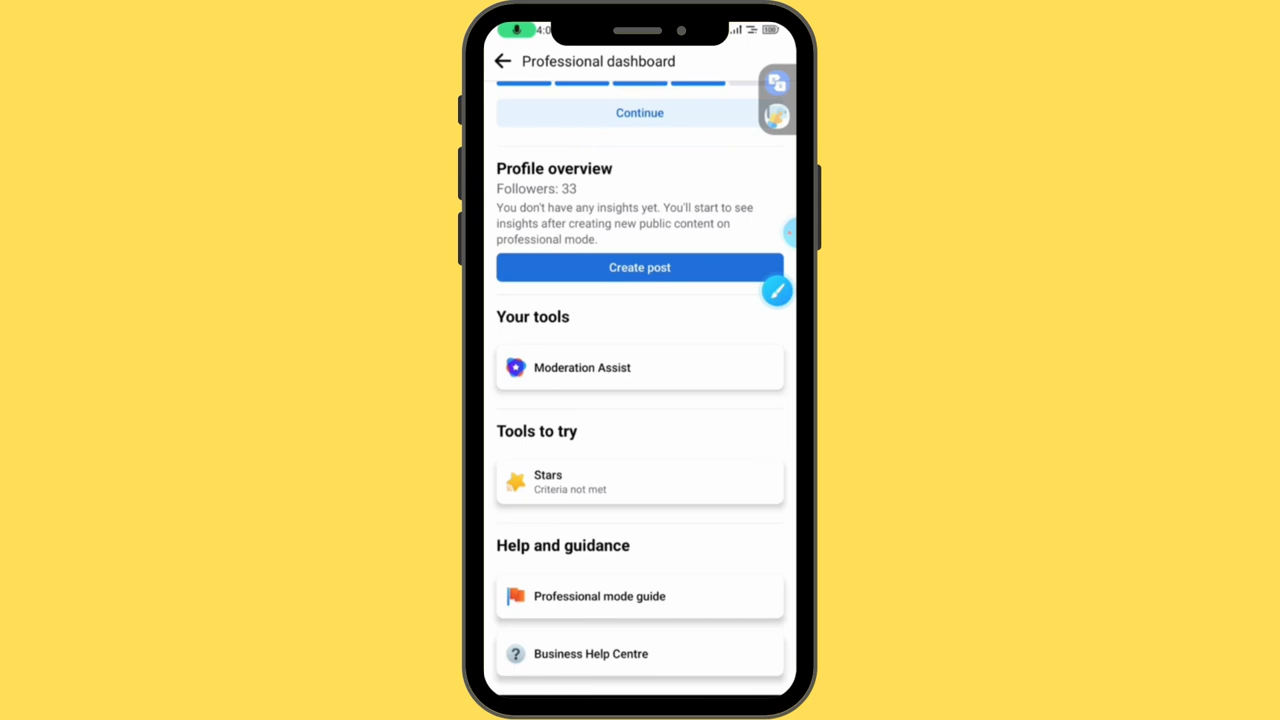 4:0
Professional dashboard
Continue
Profile overview
Followers: 33
You don't have any insights yet. You'll start to see
insights after creating new public content on
professional mode.
Create post
Your tools
Moderation Assist
Tools to try
Stars
Criteria not met
Help and guidance
Professional mode guide
Business Help Centre